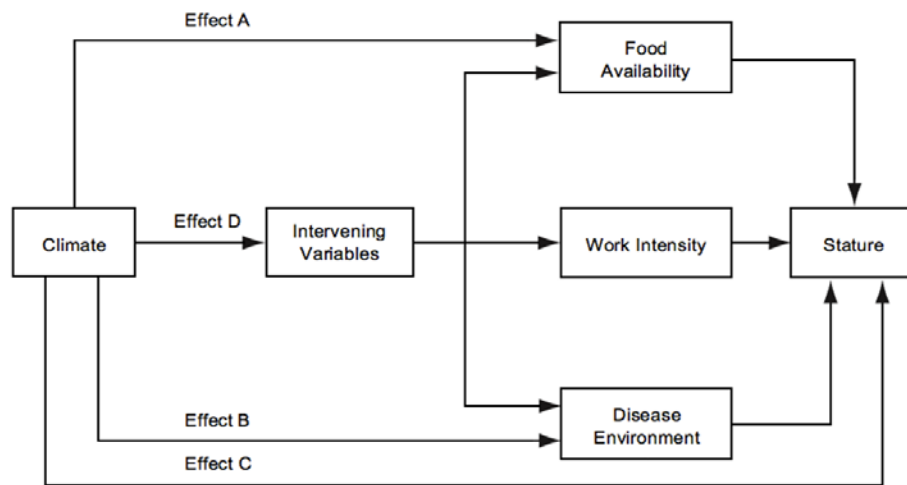 Effect A
Food
Availability
Effect D
Climate
Intervening
Variables
Work Intensity
Stature
Effect B
Disease
Environment
Effect C